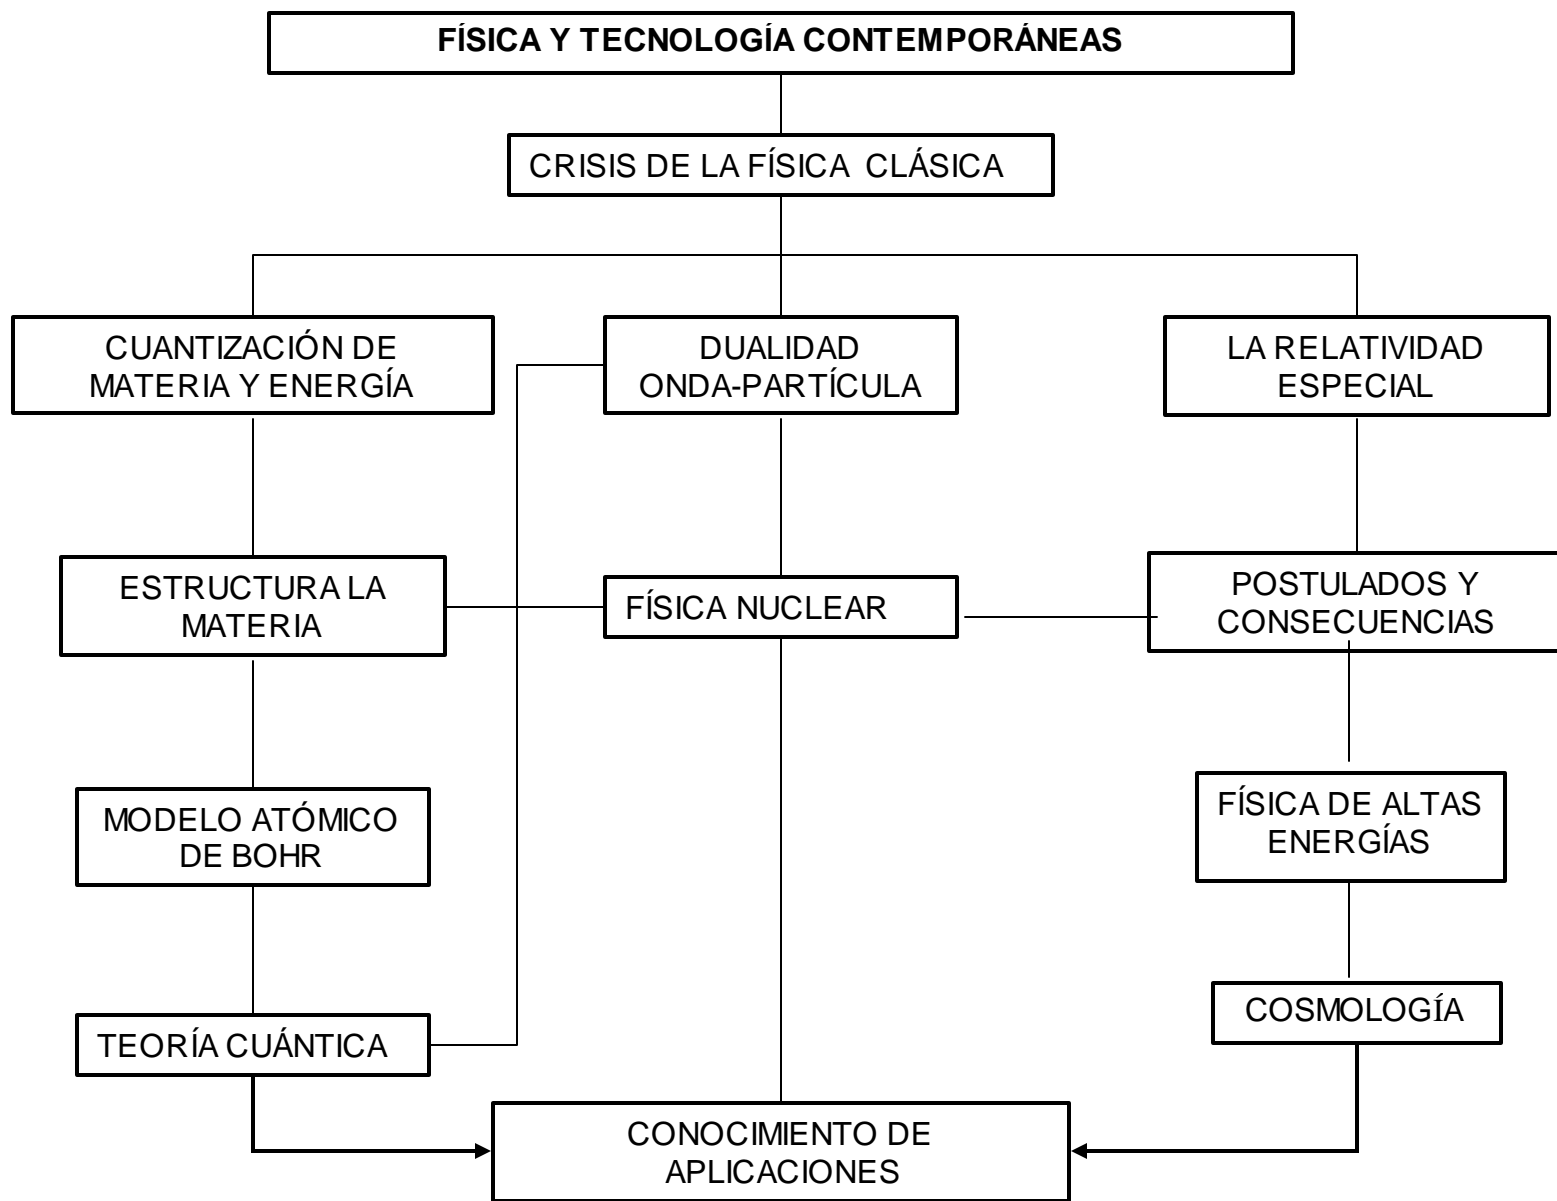 FÍSICA Y TECNOLOGÍA CONTEMPORÁNEAS
CRISIS DE LA FÍSICA CLÁSICA
CUANTIZACIÓN DE
MATERIA Y ENERGÍA
DUALIDAD
ONDA-PARTÍCULA
LA RELATIVIDAD
ESPECIAL
ESTRUCTURA LA
MATERIA
FÍSICA NUCLEAR
POSTULADOS Y
CONSECUENCIAS
MODELO ATÓMICO
DE BOHR
FÍSICA DE ALTAS
ENERGÍAS
TEORÍA CUÁNTICA
COSMOLOGÍA
CONOCIMIENTO DE
APLICACIONES